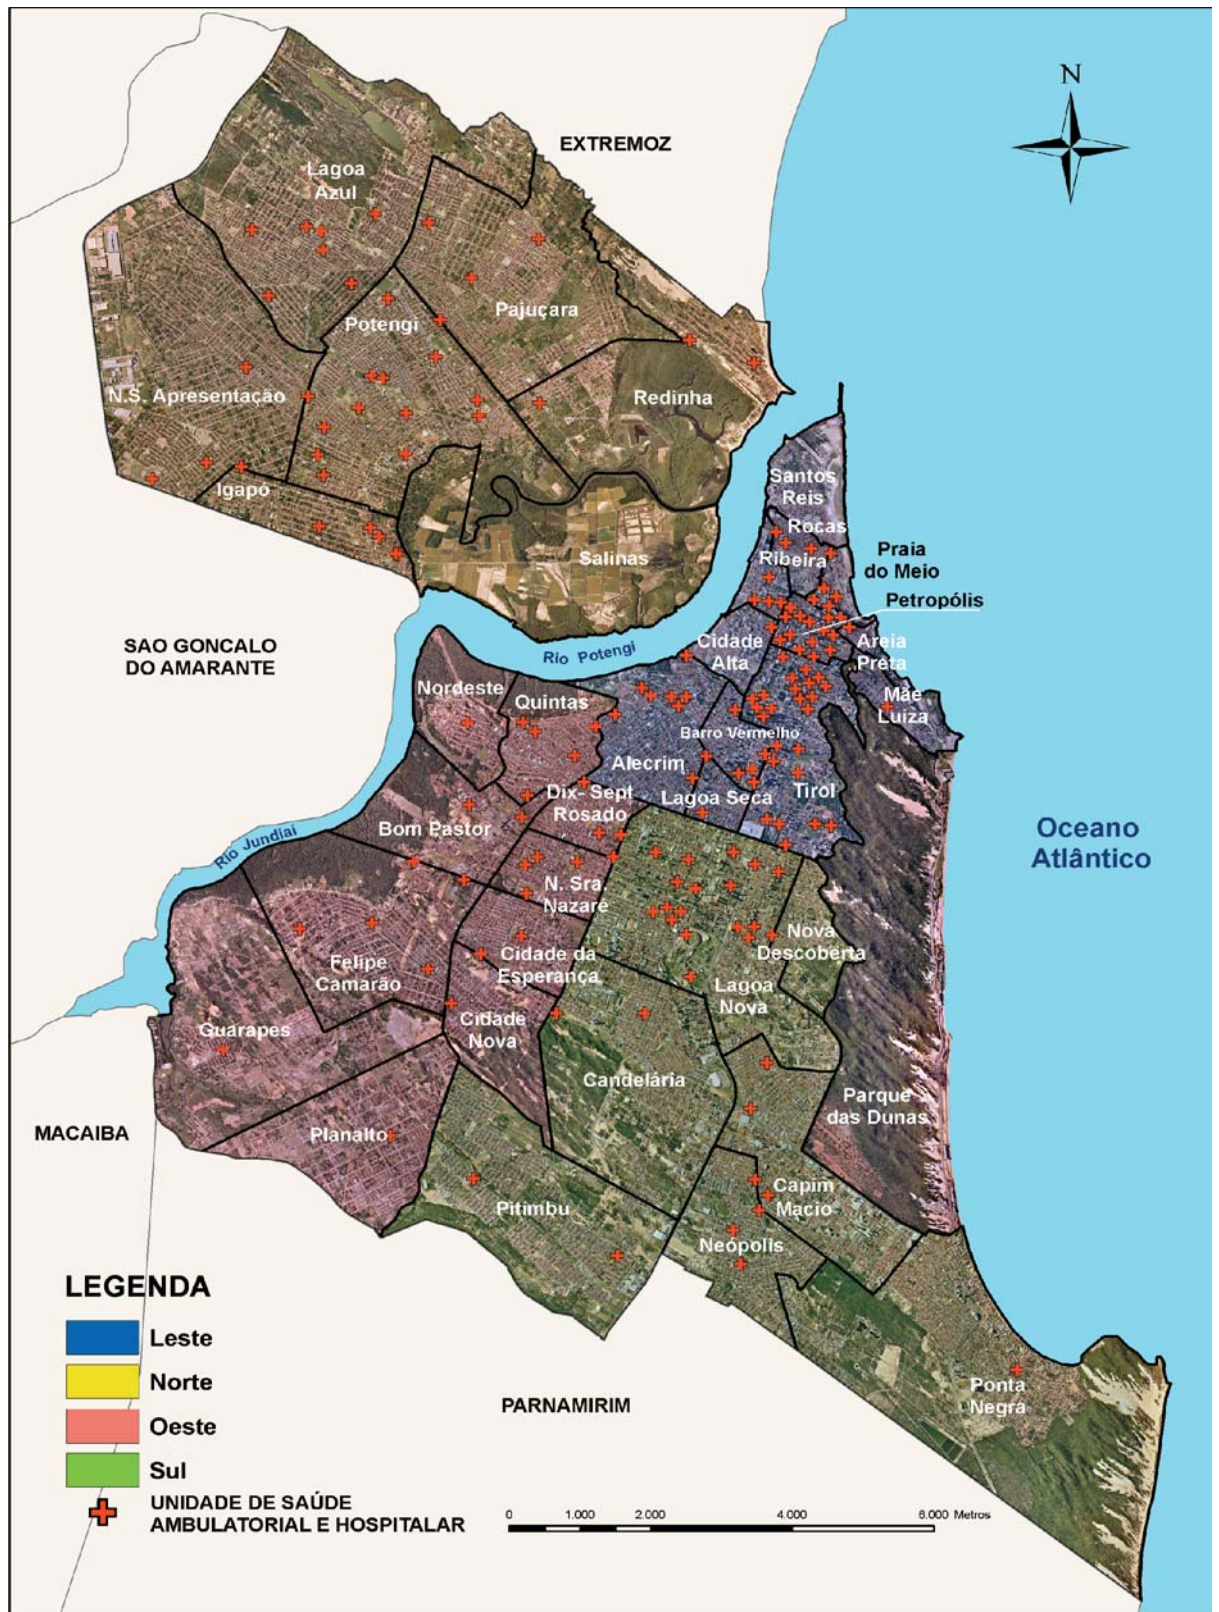 N
EXTREMOZ
Lagoa
Azul
Pajuçara
Potengi
N.S. Apresentação
Redinha
Igapó
Salinas
Santos
Reis
Rocas
Ribeira
Praia
do Meio
Petropólis
SAO GONCALO
DO AMARANTE
Rio Potengi
Cidade
Alta
Areia
Preta
Mãe
Luiza
Nordeste
Quintas
Barro Vermelho
Alecrim
Lagoa Seca
Tirol
Dix- Sept
Rosado
Bom Pastor
Rio Jundiai
Oceano
Atlântico
N. Sra.
Nazaré
Nova
Descoberta
Cidade da
Esperança
Felipe
Camarão
Lagoa
Nova
Guarapes
Cidade
Nova
Candelária
Parque
das Dunas
MACAIBA
Planalto
Pitimbu
Capim
Macio
Neópolis
Ponta
Negra
PARNAMIRIM
LEGENDA
Leste
Norte
Oeste
Sul
UNIDADE DE SAÚDE
AMBULATORIAL E HOSPITALAR
0 1.000 2.000 4.000 6.000 Metros